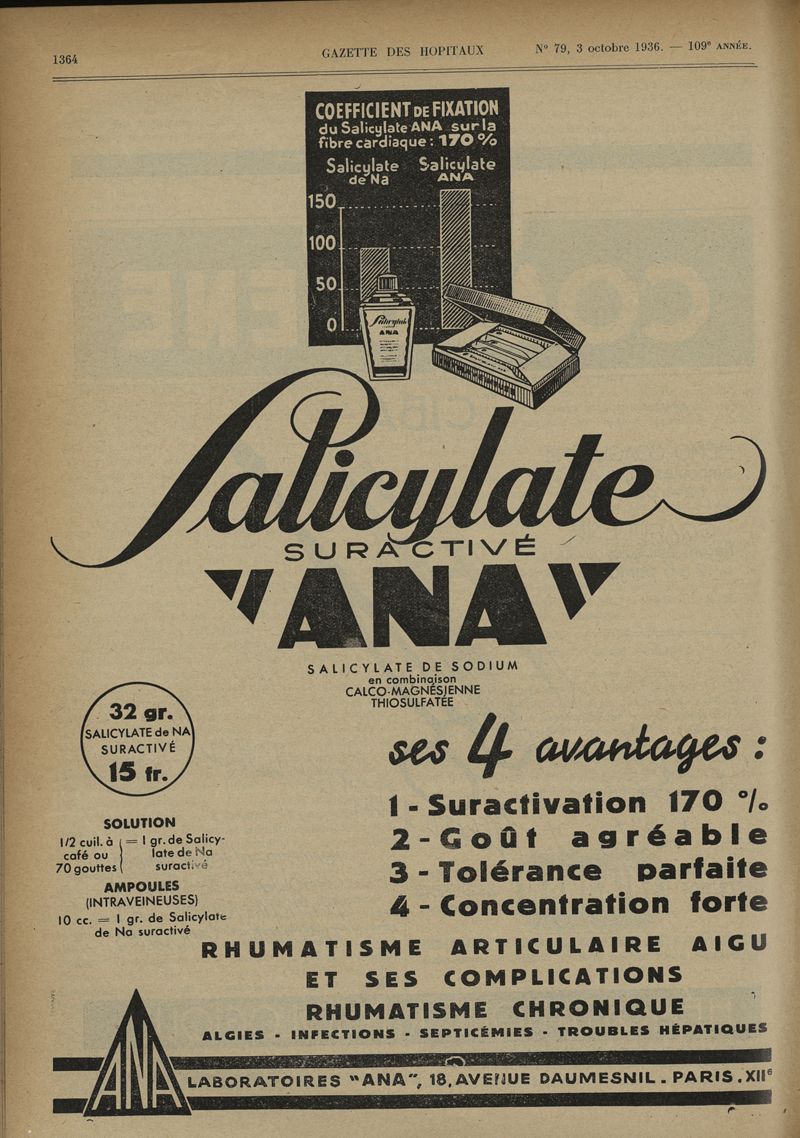 1364
GAZETTE DES HOPITAUX
N° 79, 3 octobre 1936. — 109e ANNÉE.
COEFFICIENT DE FIXATION
du Salicylate ANA sur la
fibre cardiaque : 170 %
Salicylate de Na
Salicylate ANA
150
100
50
0
Salicylate
ANA
Salicylate
SURACTIVÉ
"ANA"
SALICYLATE DE SODIUM
en combinaison
CALCO-MAGNÉSIENNE
THIOSULFATÉE
32 gr.
SALICYLATE de NA
SURACTIVÉ
15 fr.
SOLUTION
1/2 cuil. à café ou 70 gouttes = 1 gr. de Salicylate de Na suractivé
AMPOULES
(INTRAVEINEUSES)
10 cc. = 1 gr. de Salicylate
de Na suractivé
ses 4 avantages :
1 - Suractivation 170 %
2 - Goût agréable
3 - Tolérance parfaite
4 - Concentration forte
RHUMATISME ARTICULAIRE AIGU
ET SES COMPLICATIONS
RHUMATISME CHRONIQUE
ALGIES - INFECTIONS - SEPTICÉMIES - TROUBLES HÉPATIQUES
ANA
LABORATOIRES "ANA", 18, AVENUE DAUMESNIL. PARIS. XIIe